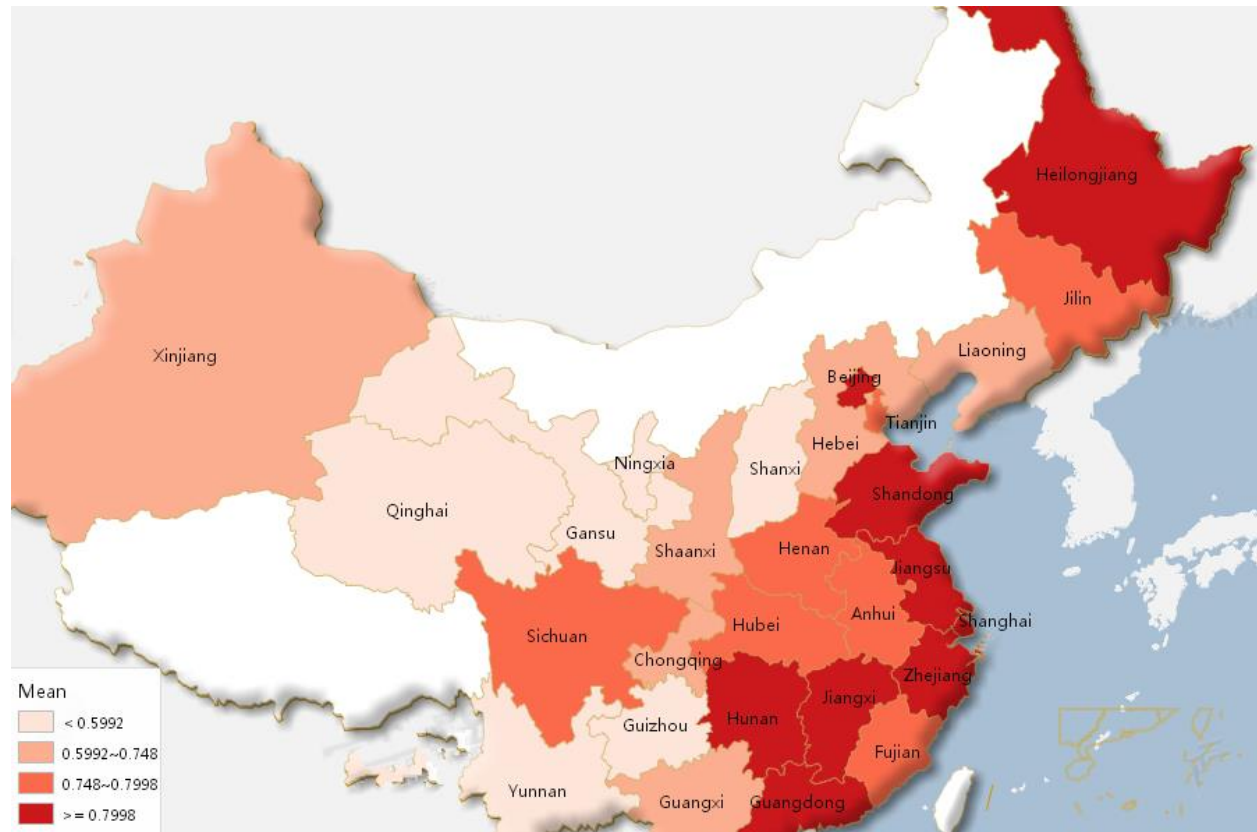 Heilongjiang
Jilin
Xinjiang
Liaoning
Beijing
Tianjin
Hebei
Ningxia
Shanxi
Shandong
Qinghai
Gansu
Shaanxi
Henan
Jiangsu
Anhui
Shanghai
Sichuan
Hubei
Chongqing
Zhejiang
Jiangxi
Hunan
Guizhou
Fujian
Yunnan
Guangxi
Guangdong
Mean
< 0.5992
0.5992~0.748
0.748~0.7998
>= 0.7998